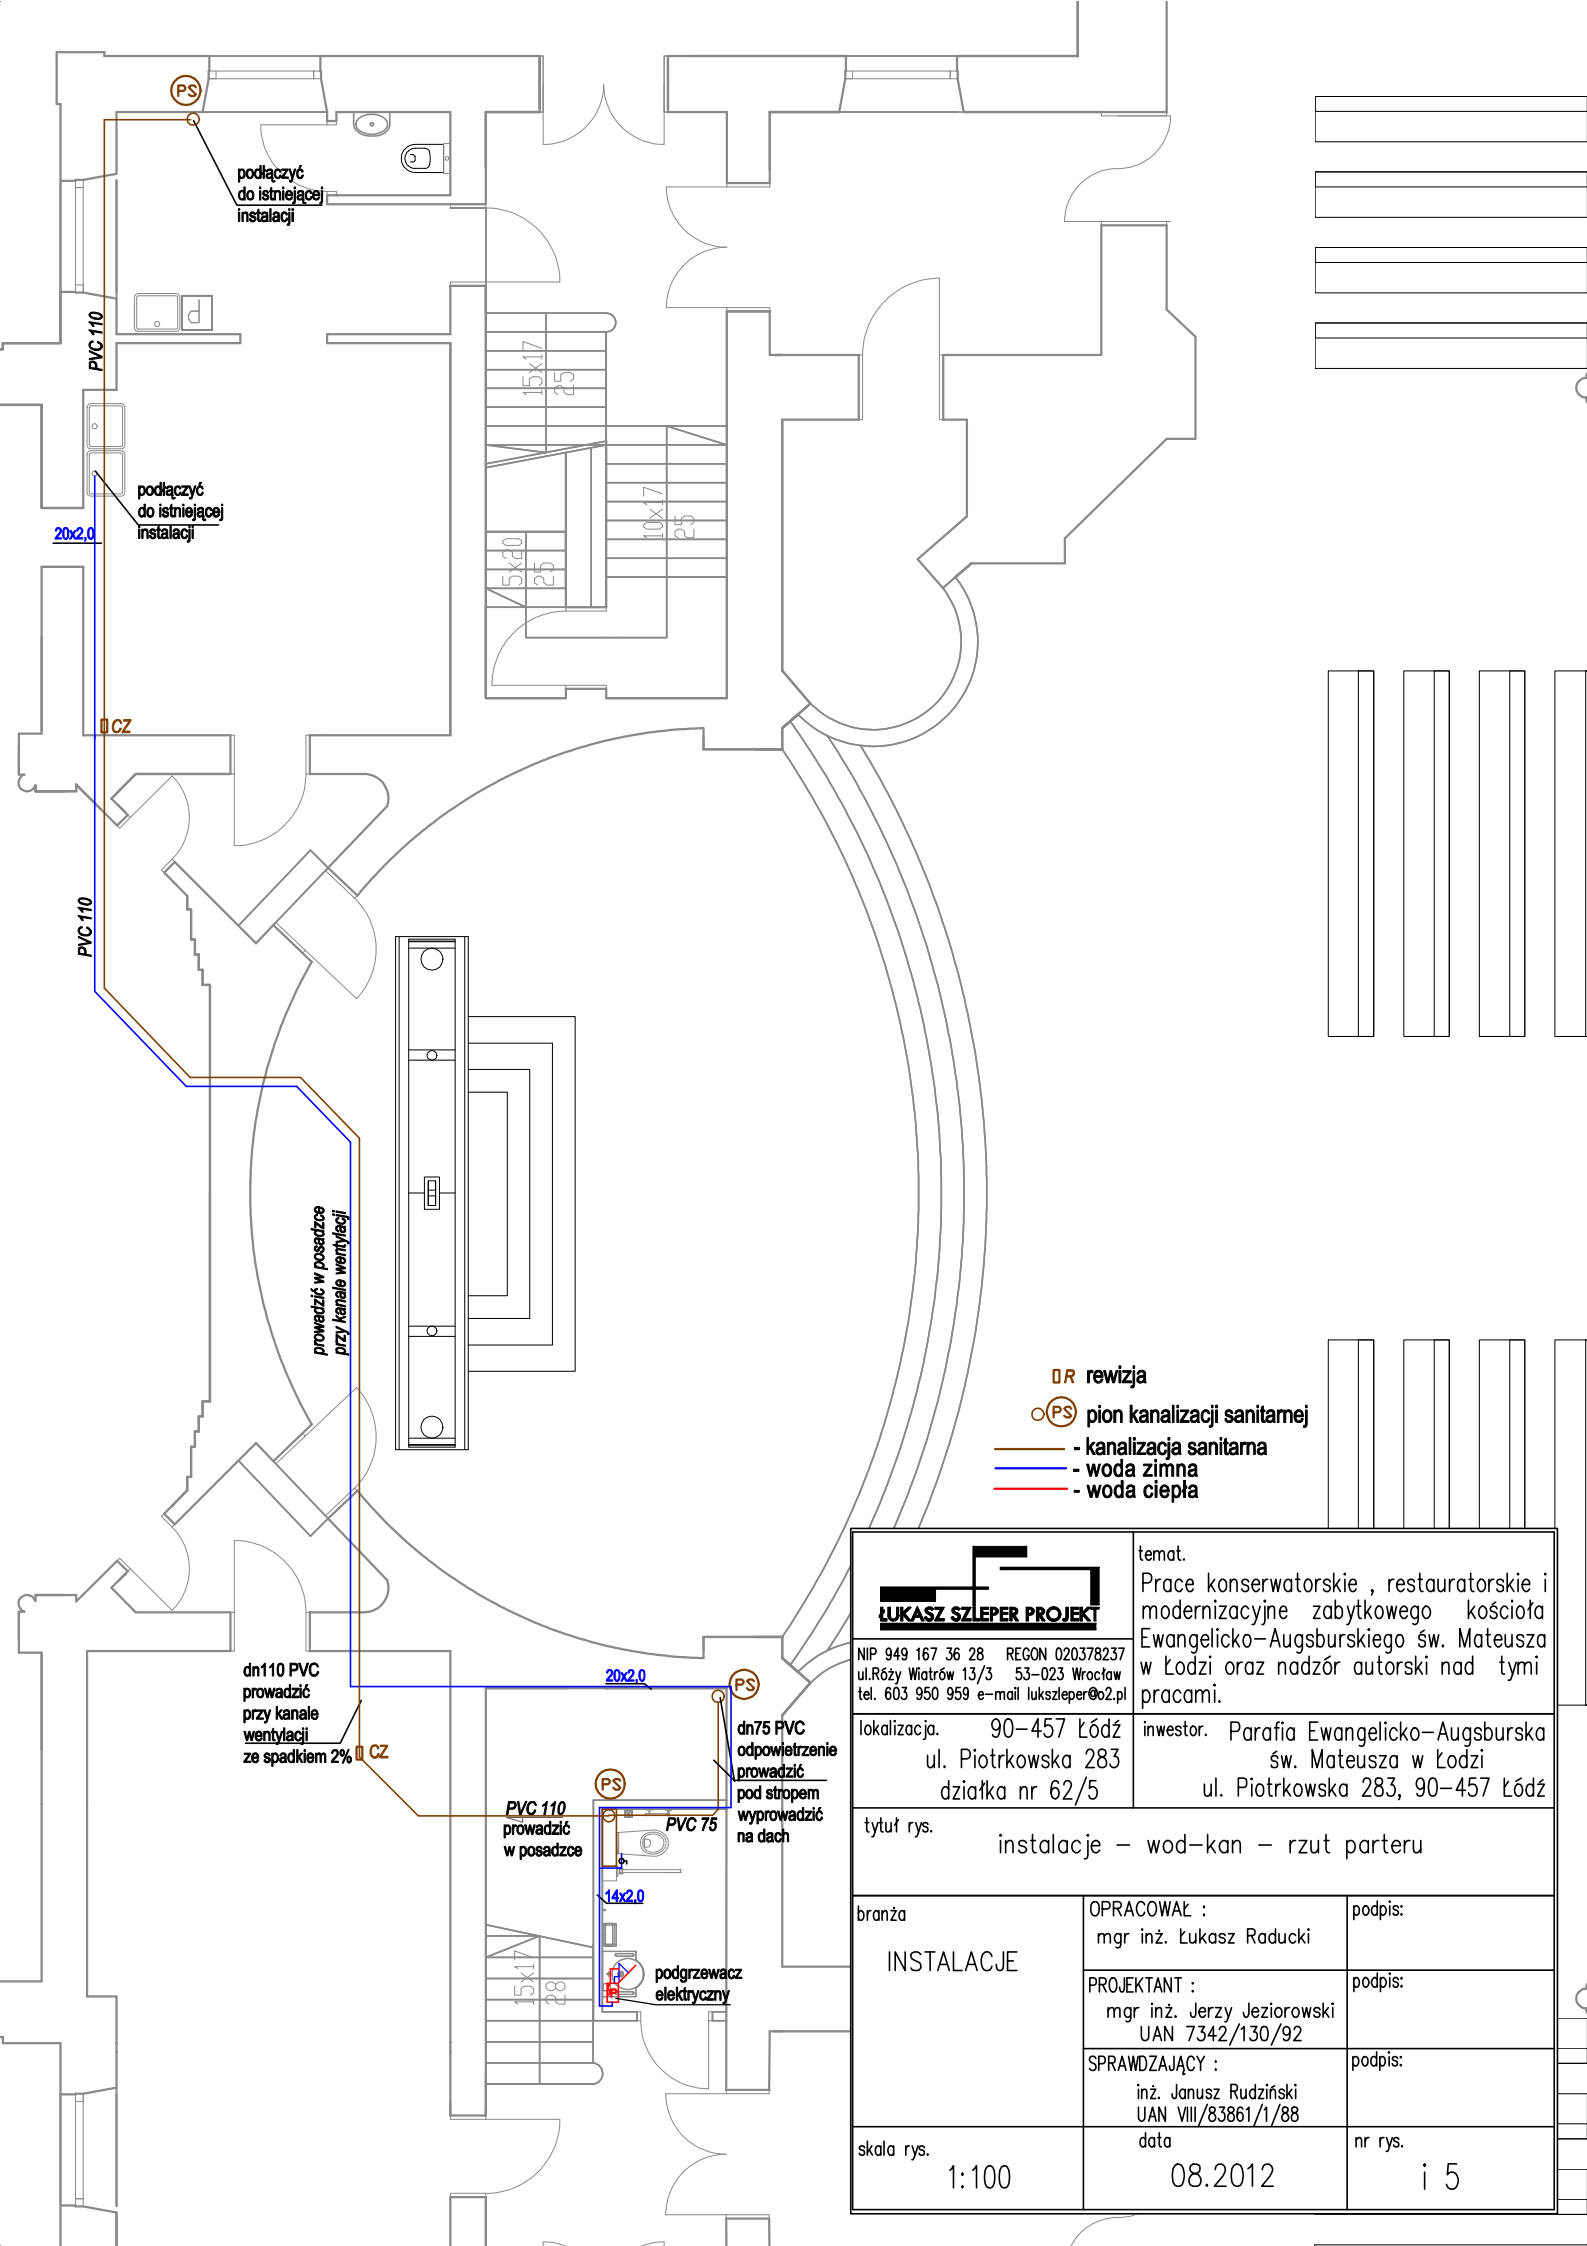 PS
podłączyć
do istniejącej
instalacji
PVC 110
15x17
25
podłączyć
do istniejącej
instalacji
20x2,0
10x17
25
5x20
25
CZ
PVC 110
prowadzić w posadzce
przy kanale wentylacji
R rewizja
PS pion kanalizacji sanitarnej
- kanalizacja sanitarna
- woda zimna
- woda ciepła
dn110 PVC
prowadzić
przy kanale
wentylacji
ze spadkiem 2%
CZ
20x2,0
PS
dn75 PVC
odpowietrzenie
prowadzić
pod stropem
wyprowadzić
na dach
PS
PVC 110
prowadzić
w posadzce
PVC 75
14x2,0
15x17
28
podgrzewacz
elektryczny
ŁUKASZ SZLEPER PROJEKT
NIP 949 167 36 28 REGON 020378237
ul.Róży Wiatrów 13/3 53-023 Wrocław
tel. 603 950 959 e-mail lukszleper@o2.pl
temat.
Prace konserwatorskie , restauratorskie i
modernizacyjne zabytkowego kościoła
Ewangelicko-Augsburskiego św. Mateusza
w Łodzi oraz nadzór autorski nad tymi
pracami.
lokalizacja. 90-457 Łódź
ul. Piotrkowska 283
działka nr 62/5
inwestor. Parafia Ewangelicko-Augsburska
św. Mateusza w Łodzi
ul. Piotrkowska 283, 90-457 Łódź
tytuł rys.
instalacje - wod-kan - rzut parteru
branża
INSTALACJE
OPRACOWAŁ :
mgr inż. Łukasz Raducki
podpis:
PROJEKTANT :
mgr inż. Jerzy Jeziorowski
UAN 7342/130/92
podpis:
SPRAWDZAJĄCY :
inż. Janusz Rudziński
UAN VIII/83861/1/88
podpis:
skala rys.
1:100
data
08.2012
nr rys.
i 5